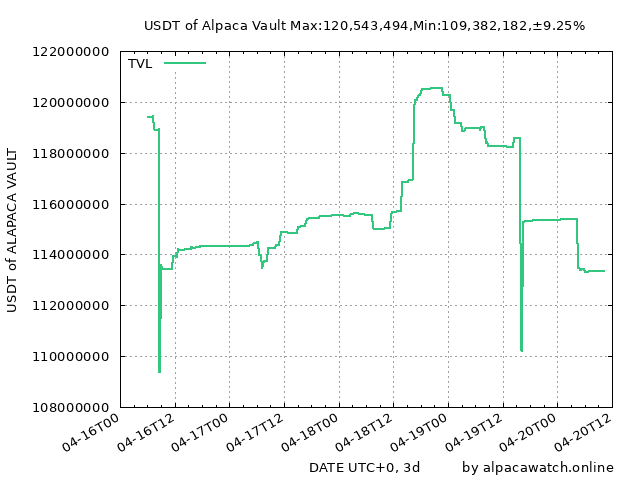 USDT of Alpaca Vault Max:120,543,494,Min:109,382,182,±9.25%
TVL
122000000
120000000
118000000
116000000
114000000
112000000
110000000
108000000
USDT of ALAPACA VAULT
04-16T00
04-16T12
04-17T00
04-17T12
04-18T00
04-18T12
04-19T00
04-19T12
04-20T00
04-20T12
DATE UTC+0, 3d
by alpacawatch.online